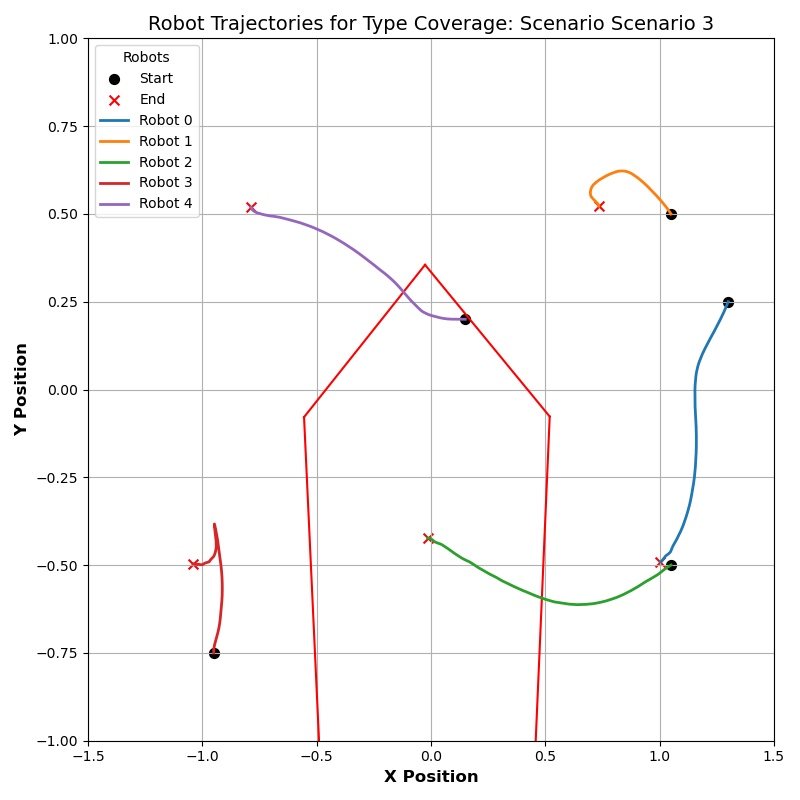 Robot Trajectories for Type Coverage: Scenario Scenario 3
Robots
Start
End
Robot 0
Robot 1
Robot 2
Robot 3
Robot 4
1.00
0.75
0.50
0.25
0.00
−0.25
−0.50
−0.75
−1.00
Y Position
−1.5
−1.0
−0.5
0.0
0.5
1.0
1.5
X Position